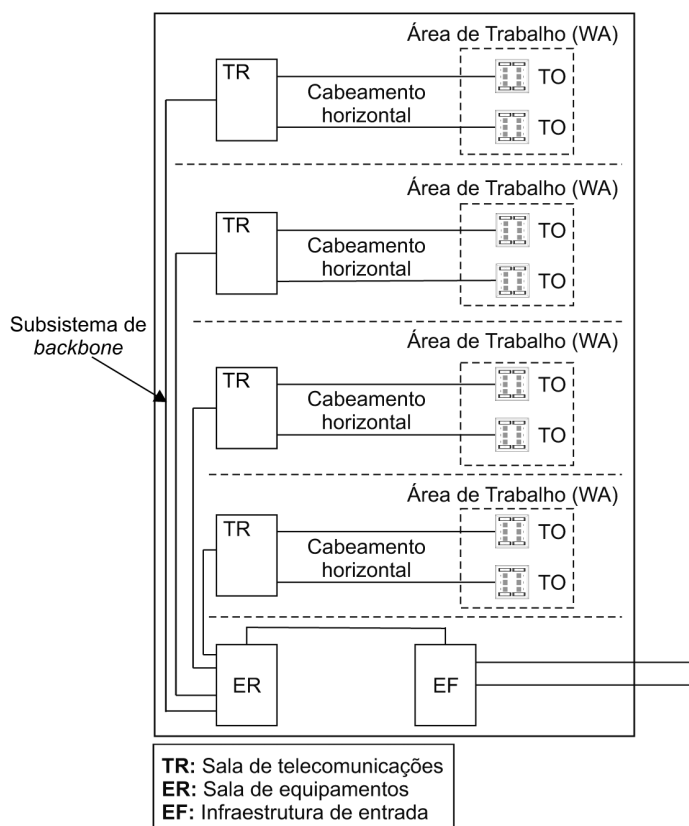 Área de Trabalho (WA)
TR
TO
Cabeamento
horizontal
TO
Área de Trabalho (WA)
TR
TO
Cabeamento
horizontal
TO
Subsistema de
backbone
Área de Trabalho (WA)
TR
TO
Cabeamento
horizontal
TO
Área de Trabalho (WA)
TR
TO
Cabeamento
horizontal
TO
ER
EF
TR: Sala de telecomunicações
ER: Sala de equipamentos
EF: Infraestrutura de entrada